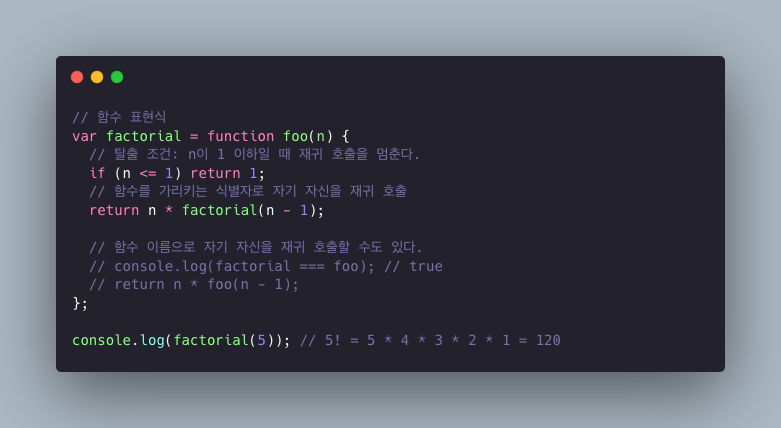 // 함수 표현식
var factorial = function foo(n) {
  // 탈출 조건: n이 1 이하일 때 재귀 호출을 멈춘다.
  if (n <= 1) return 1;
  // 함수를 가리키는 식별자로 자기 자신을 재귀 호출
  return n * factorial(n - 1);

  // 함수 이름으로 자기 자신을 재귀 호출할 수도 있다.
  // console.log(factorial === foo); // true
  // return n * foo(n - 1);
};

console.log(factorial(5)); // 5! = 5 * 4 * 3 * 2 * 1 = 120